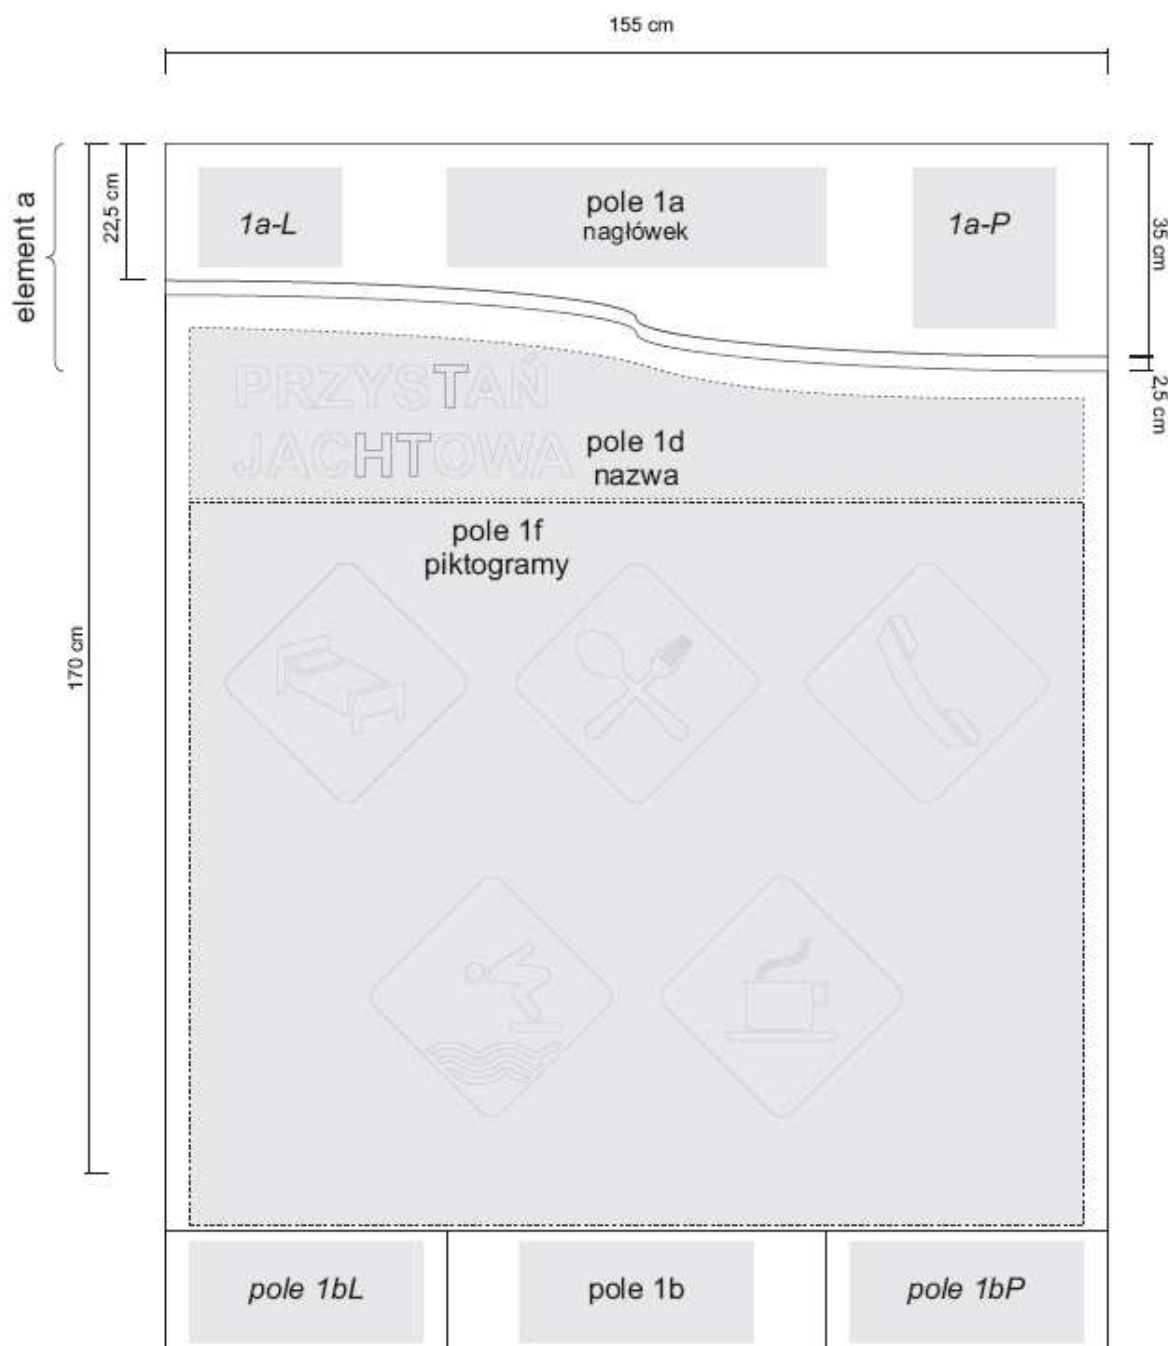 155 cm
element a
22,5 cm
1a-L
pole 1a
nagłówek
1a-P
35 cm
2,5 cm
PRZYSTAŃ
JACHTOWA
pole 1d
nazwa
pole 1f
piktogramy
170 cm
pole 1bL
pole 1b
pole 1bP